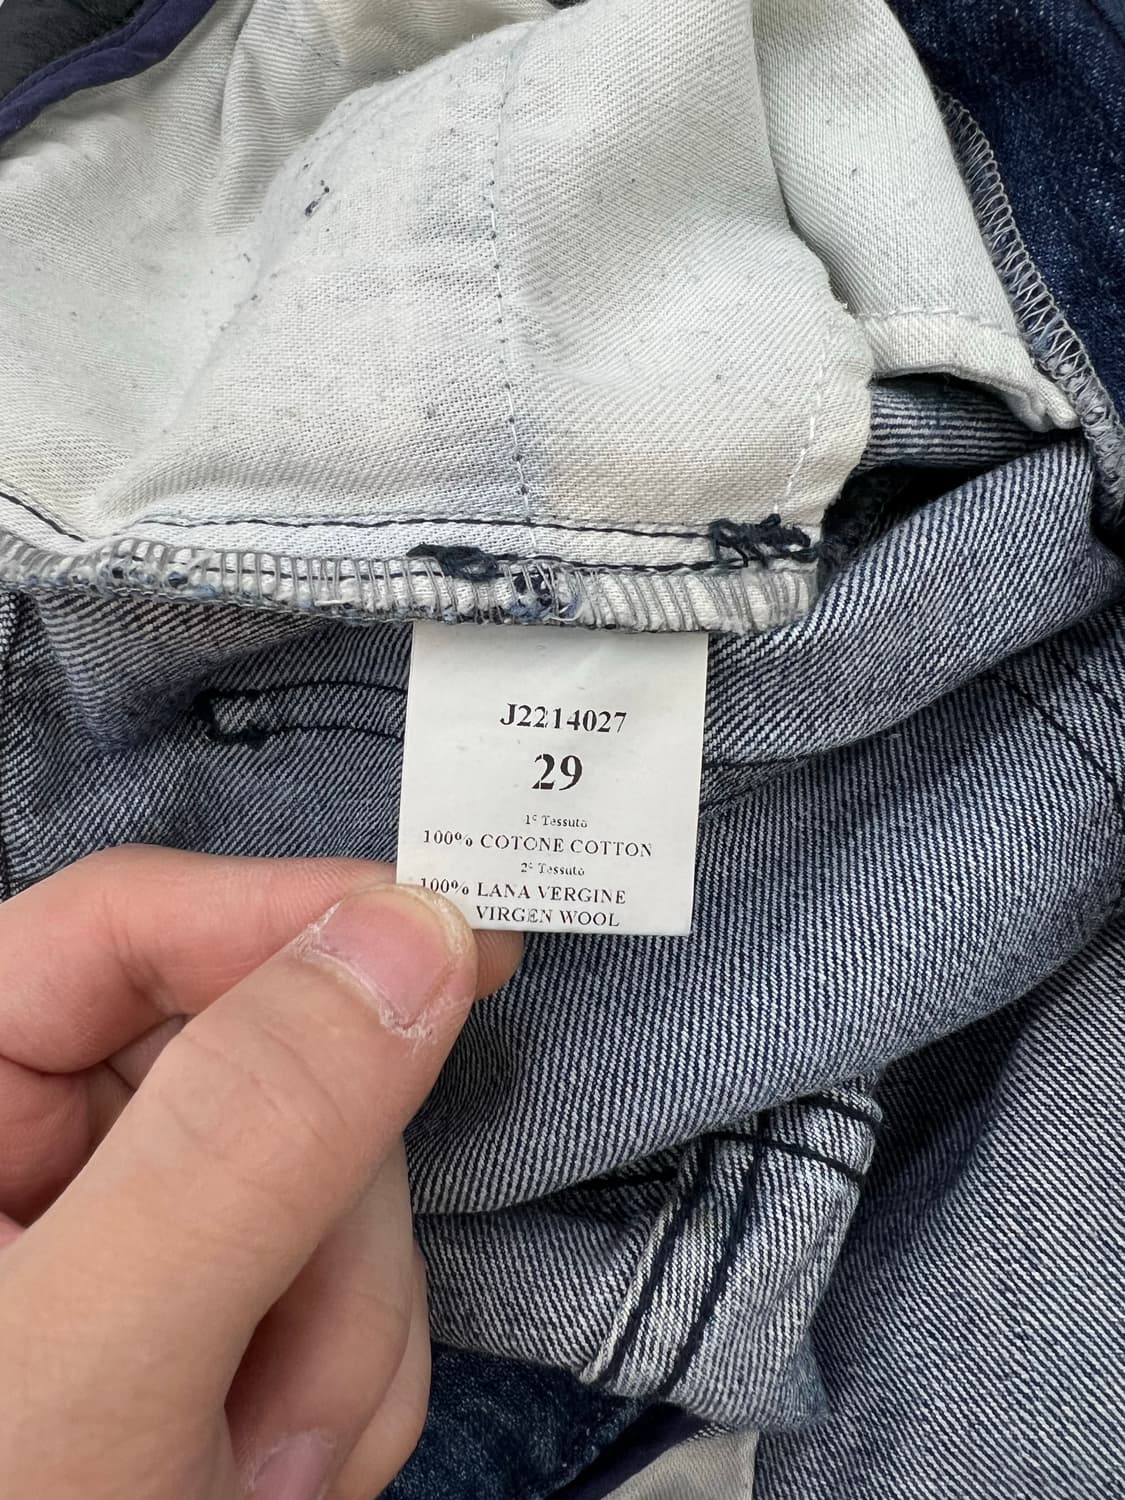 J2214027
29
1° Tessuto
100% COTONE COTTON
2° Tessuto
100% LANA VERGINE
VIRGEN WOOL